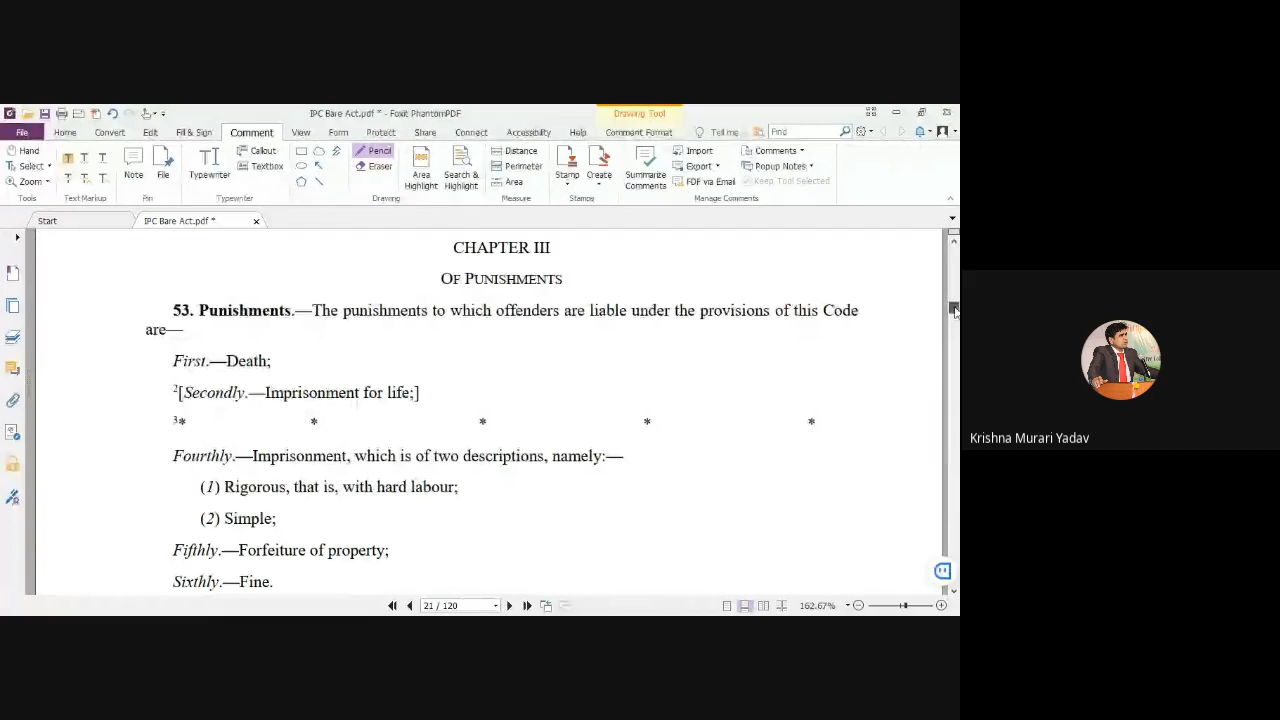 IPC Bare Act.pdf * - Foxit PhantomPDF
Drawing Tool
File Home Convert Edit Fill & Sign Comment View Form Protect Share Connect Accessibility Help Comment Format Tell me Find
Hand
Select
Zoom
Tools
Text Markup
Note
File
Pin
Typewriter
Callout
Textbox
Typewriter
Pencil
Eraser
Area Highlight
Search & Highlight
Drawing
Distance
Perimeter
Area
Measure
Stamp
Create
Stamps
Summarize Comments
Import
Export
FDF via Email
Comments
Popup Notes
Keep Tool Selected
Manage Comments
Start
IPC Bare Act.pdf *
CHAPTER III
OF PUNISHMENTS
53. Punishments.—The punishments to which offenders are liable under the provisions of this Code
are—
First.—Death;
2[Secondly.—Imprisonment for life;]
3* * * * *
Fourthly.—Imprisonment, which is of two descriptions, namely:—
(1) Rigorous, that is, with hard labour;
(2) Simple;
Fifthly.—Forfeiture of property;
Sixthly.—Fine.
21 / 120
162.67%
Krishna Murari Yadav